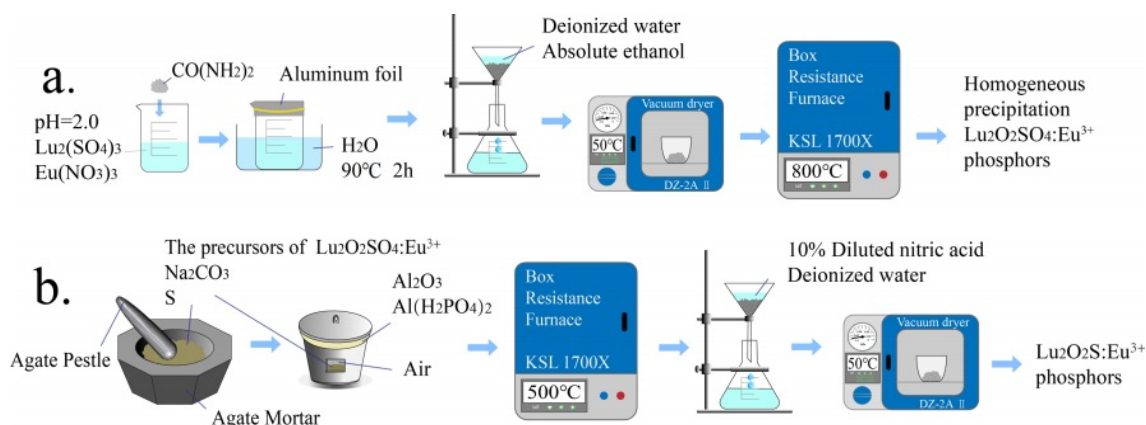 a.
CO(NH2)2
pH=2.0
Lu2(SO4)3
Eu(NO3)3
Aluminum foil
H2O
90℃ 2h
Deionized water
Absolute ethanol
Vacuum dryer
50℃
DZ-2A Ⅱ
Box
Resistance
Furnace
KSL 1700X
800℃
Homogeneous
precipitation
Lu2O2SO4:Eu³⁺
phosphors
b.
The precursors of Lu2O2SO4:Eu³⁺
Na2CO3
S
Agate Pestle
Agate Mortar
Al2O3
Al(H2PO4)2
Air
Box
Resistance
Furnace
KSL 1700X
500℃
10% Diluted nitric acid
Deionized water
Vacuum dryer
50℃
DZ-2A Ⅱ
Lu2O2S:Eu³⁺
phosphors